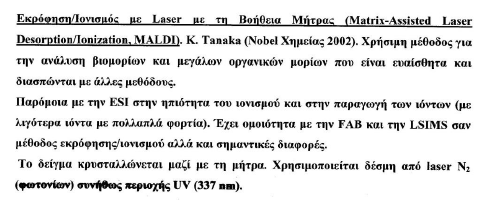 Εκρόφηση/Ιονισμός με Laser με τη Βοήθεια Μήτρας (Matrix-Assisted Laser
Desorption/Ionization, MALDI). K. Tanaka (Nobel Χημείας 2002). Χρήσιμη μέθοδος για
την ανάλυση βιομορίων και μεγάλων οργανικών μορίων που είναι ευαίσθητα και
διασπώνται με άλλες μεθόδους.
Παρόμοια με την ESI στην ηπιότητα του ιονισμού και στην παραγωγή των ιόντων (με
λιγότερα ιόντα με πολλαπλά φορτία). Έχει ομοιότητα με την FAB και την LSIMS σαν
μέθοδος εκρόφησης/ιονισμού αλλά και σημαντικές διαφορές.
Το δείγμα κρυσταλλώνεται μαζί με τη μήτρα. Χρησιμοποιείται δέσμη από laser N₂
(φωτονίων) συνήθως περιοχής UV (337 nm).